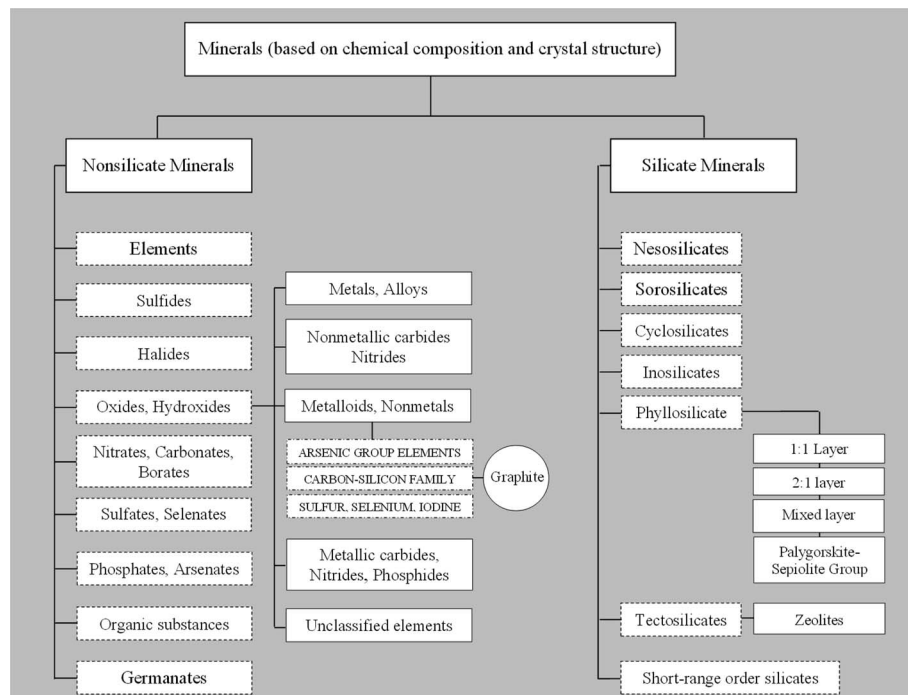 Minerals (based on chemical composition and crystal structure)
Nonsilicate Minerals
Elements
Sulfides
Halides
Oxides, Hydroxides
Nitrates, Carbonates,
Borates
Sulfates, Selenates
Phosphates, Arsenates
Organic substances
Germanates
Metals, Alloys
Nonmetallic carbides
Nitrides
Metalloids, Nonmetals
ARSENIC GROUP ELEMENTS
CARBON-SILICON FAMILY
SULFUR, SELENIUM, IODINE
Graphite
Metallic carbides,
Nitrides, Phosphides
Unclassified elements
Silicate Minerals
Nesosilicates
Sorosilicates
Cyclosilicates
Inosilicates
Phyllosilicate
1:1 Layer
2:1 layer
Mixed layer
Palygorskite-
Sepiolite Group
Tectosilicates
Zeolites
Short-range order silicates